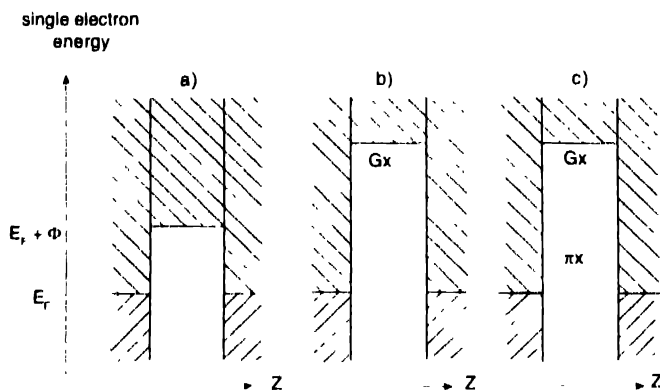 single electron
energy
a)
b)
c)
Gx
Gx
E_F + Φ
πx
E_F
Z
Z
Z